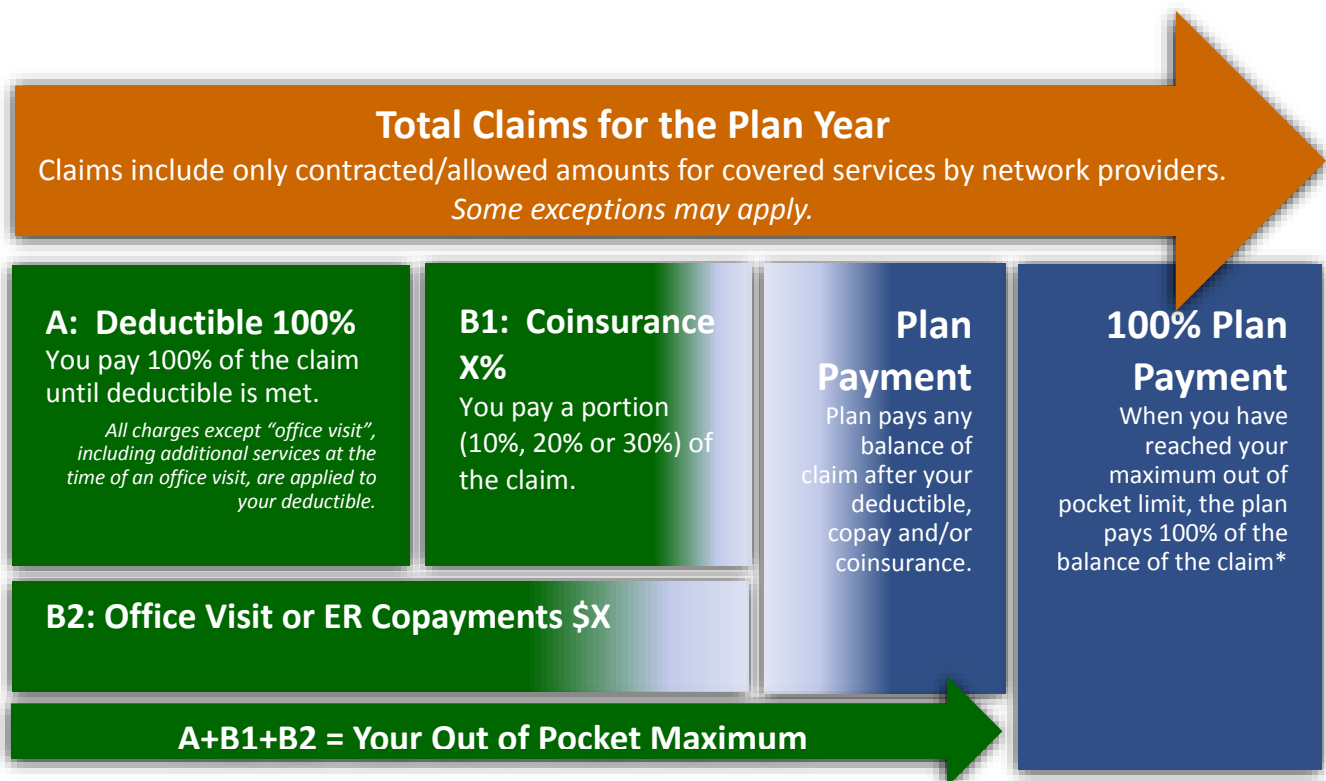 Total Claims for the Plan Year
Claims include only contracted/allowed amounts for covered services by network providers.
Some exceptions may apply.
A:  Deductible 100%
You pay 100% of the claim
until deductible is met.
All charges except “office visit”,
including additional services at the
time of an office visit, are applied to
your deductible.
B1:  Coinsurance
X%
You pay a portion
(10%, 20% or 30%) of
the claim.
Plan
Payment
Plan pays any
balance of
claim after your
deductible,
copay and/or
coinsurance.
100% Plan
Payment
When you have
reached your
maximum out of
pocket limit, the plan
pays 100% of the
balance of the claim*
B2: Office Visit or ER Copayments $X
A+B1+B2 = Your Out of Pocket Maximum